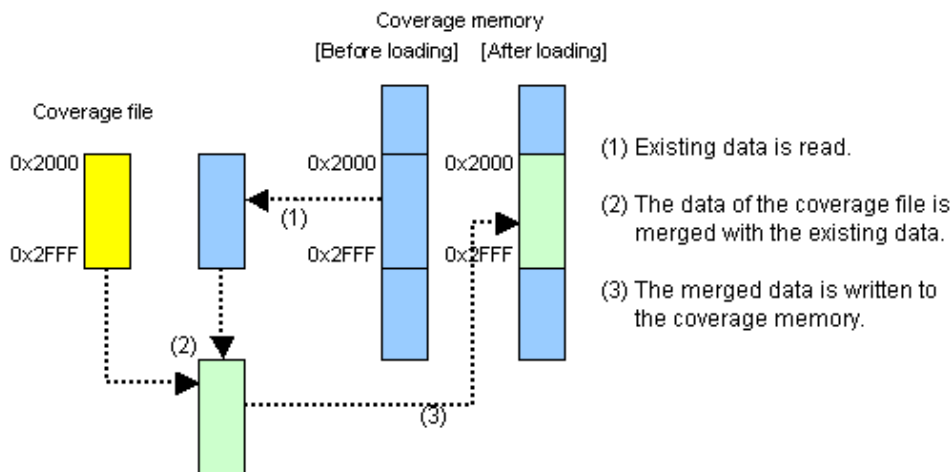 Coverage memory
[Before loading] [After loading]
Coverage file
0x2000
0x2000
0x2000
(1) Existing data is read.
(1)
(2) The data of the coverage file is
merged with the existing data.
0x2FFF
0x2FFF
0x2FFF
(3) The merged data is written to
the coverage memory.
(2)
(3)